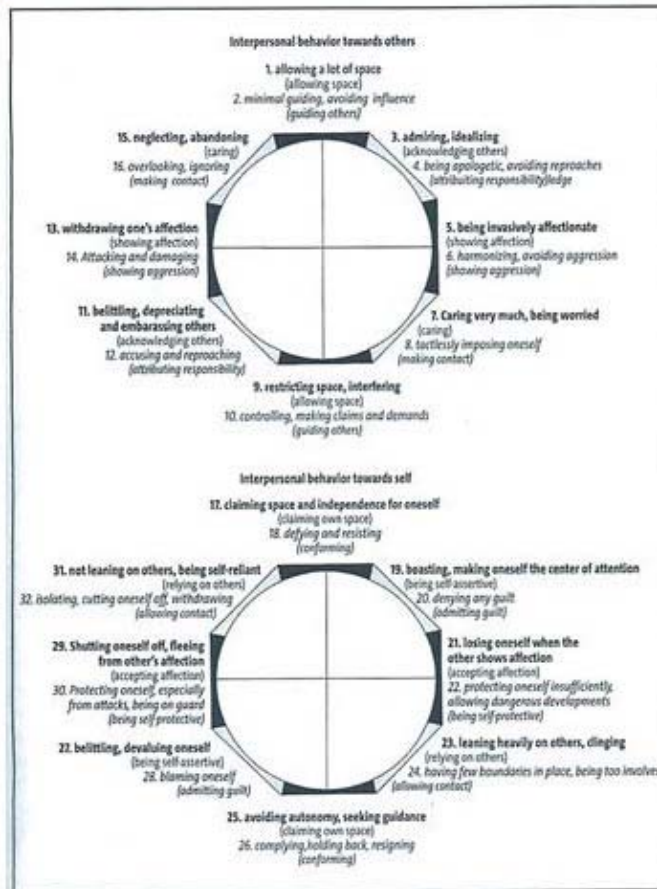 Interpersonal behavior towards others
1. allowing a lot of space
(allowing space)
2. minimal guiding, avoiding influence
(guiding others)
15. neglecting, abandoning
(caring)
16. overlooking, ignoring
(making contact)
3. admiring, idealizing
(acknowledging others)
4. being apologetic, avoiding reproaches
(attribuiting responsibility)ledge
13. withdrawing one's affection
(showing affection)
14. Attacking and damaging
(showing aggression)
5. being invasively affectionate
(showing affection)
6. harmonizing, avoiding aggression
(showing aggression)
11. belittling, depreciating
and embarassing others
(acknowledging others)
12. accusing and reproaching
(attributing responsibility)
7. Caring very much, being worried
(caring)
8. tactlessly imposing oneself
(making contact)
9. restricting space, interfering
(allowing space)
10. controlling, making claims and demands
(guiding others)
Interpersonal behavior towards self
17. claiming space and independence for oneself
(claiming own space)
18. defying and resisting
(conforming)
31. not leaning on others, being self-reliant
(relying on others)
32. isolating, cutting oneself off, withdrawing
(allowing contact)
19. boasting, making oneself the center of attention
(being self-assertive)
20. denying any guilt
(admitting guilt)
29. Shutting oneself off, fleeing
from other's affection
(accepting affection)
30. Protecting oneself, especially
from attacks, being on guard
(being self-protective)
21. losing oneself when the
other shows affection
(accepting affection)
22. protecting oneself insufficiently,
allowing dangerous developments
(being self-protective)
27. belittling, devaluing oneself
(being self-assertive)
28. blaming oneself
(admitting guilt)
23. leaning heavily on others, clinging
(relying on others)
24. having few boundaries in place, being too involve
(allowing contact)
25. avoiding autonomy, seeking guidance
(claiming own space)
26. complying,holding back, resigning
(conforming)